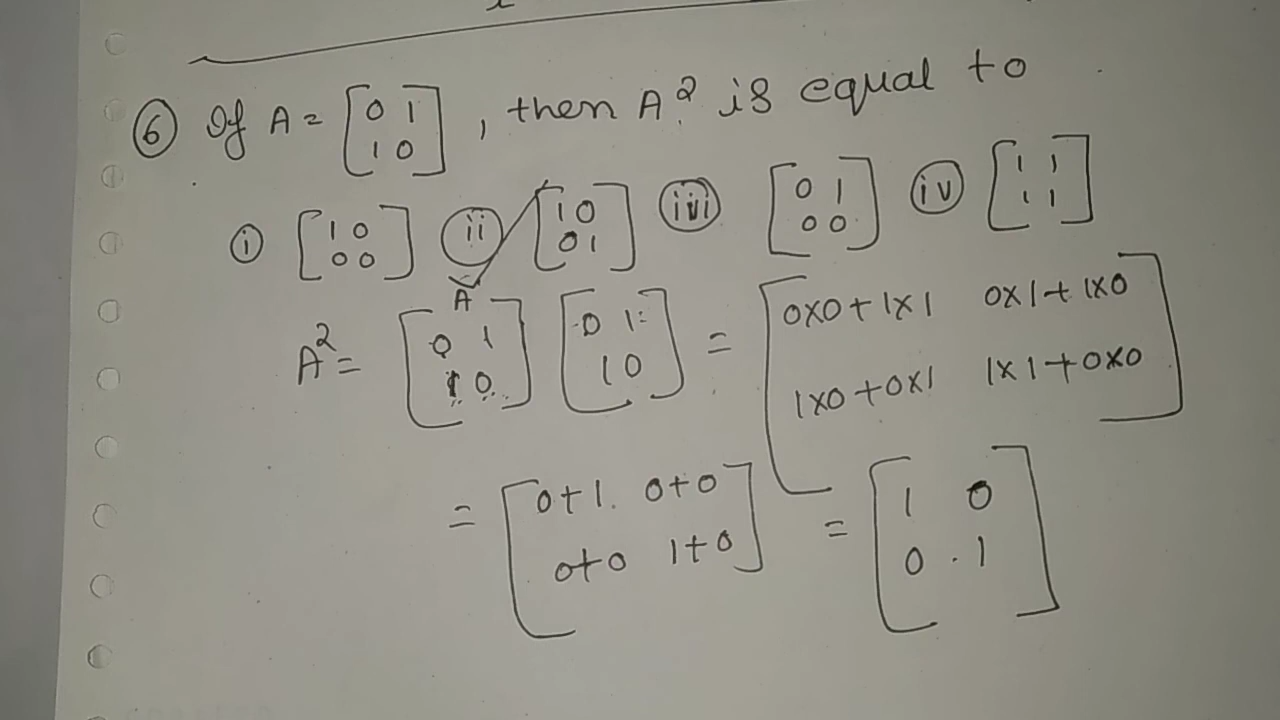 ⑥ If A = [0 1; 1 0], then A² is equal to
ⓘ [1 0; 0 0] ⓘⓘ [1 0; 0 1] ⓘⓘⓘ [0 1; 0 0] ⓘⓥ [1 1; 1 1]
A
A² = [0 1; 1 0] [0 1; 1 0] = [0×0+1×1 0×1+1×0; 1×0+0×1 1×1+0×0]
= [0+1. 0+0; 0+0 1+0] = [1 0; 0 . 1]